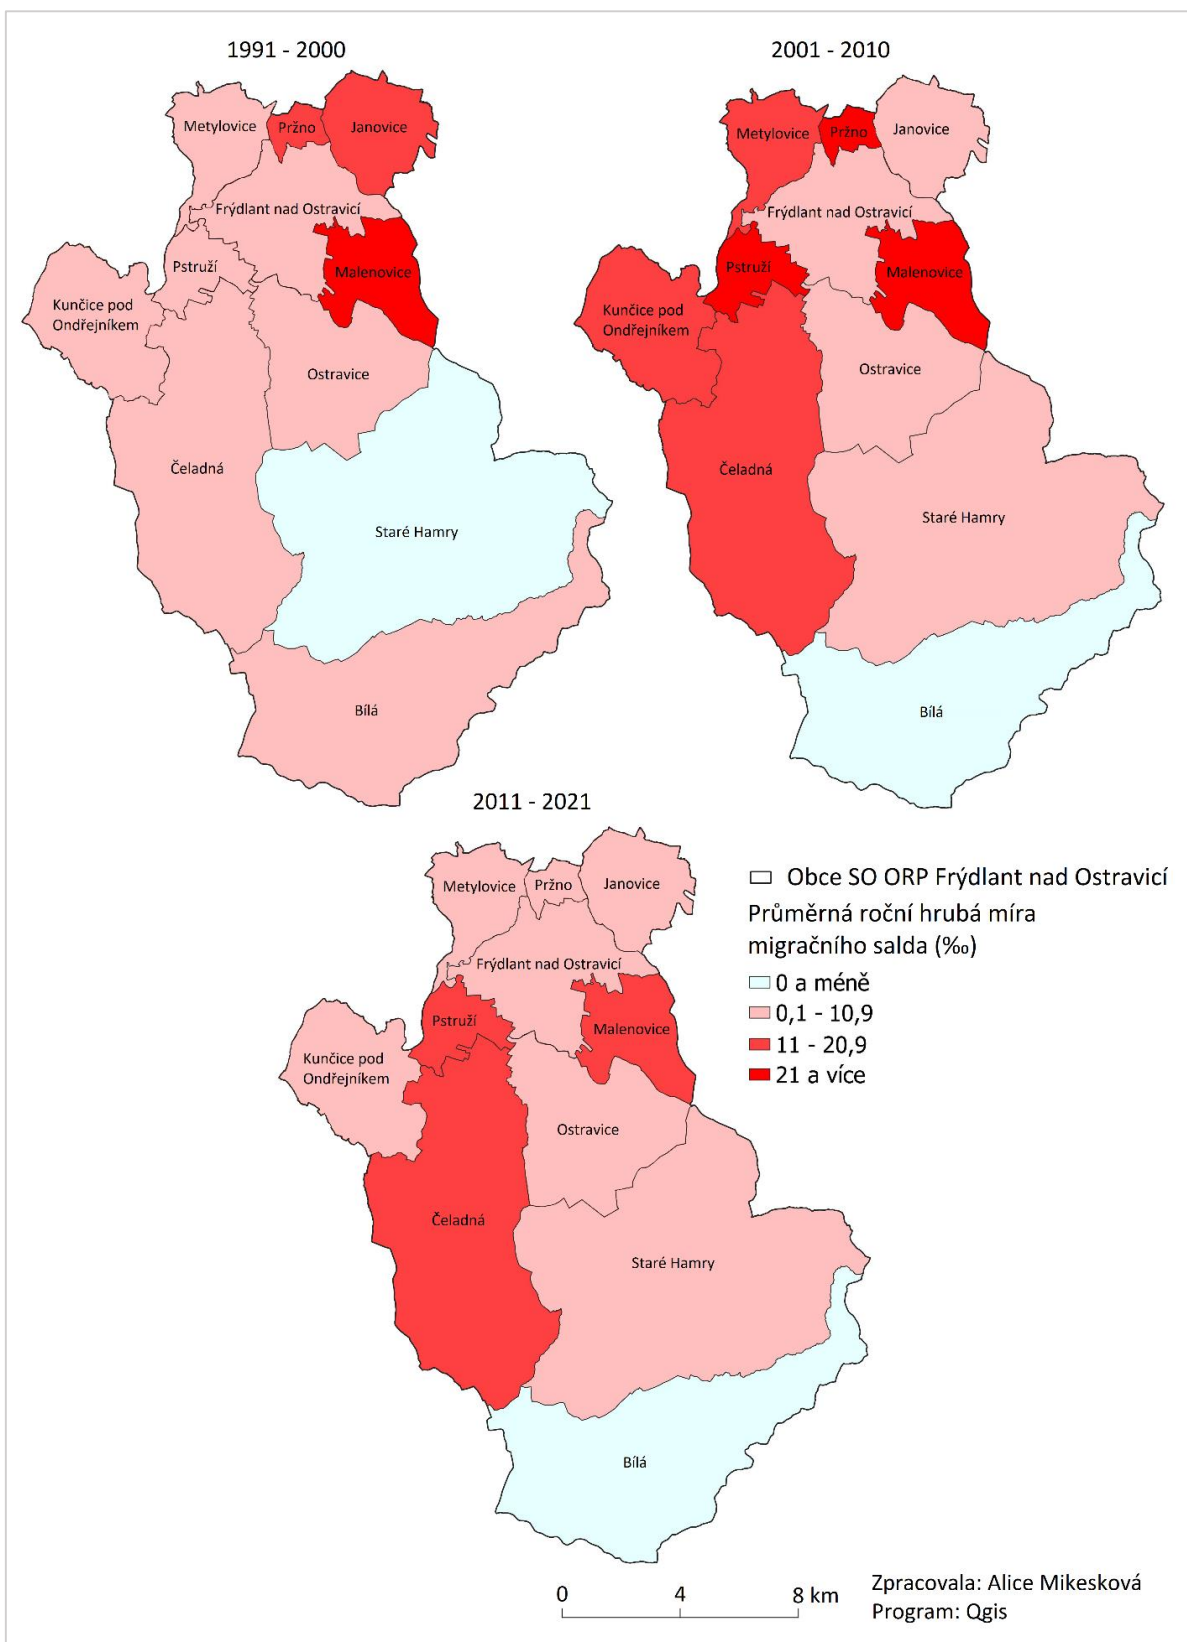 1991 - 2000
Metylovice
Pržno
Janovice
Frýdlant nad Ostravicí
Pstruží
Malenovice
Kunčice pod
Ondřejníkem
Ostravice
Čeladná
Staré Hamry
Bílá
2001 - 2010
Metylovice
Pržno
Janovice
Frýdlant nad Ostravicí
Pstruží
Malenovice
Kunčice pod
Ondřejníkem
Ostravice
Čeladná
Staré Hamry
Bílá
2011 - 2021
Metylovice
Pržno
Janovice
Frýdlant nad Ostravicí
Pstruží
Malenovice
Kunčice pod
Ondřejníkem
Ostravice
Čeladná
Staré Hamry
Bílá
Obce SO ORP Frýdlant nad Ostravicí
Průměrná roční hrubá míra
migračního salda (‰)
0 a méně
0,1 - 10,9
11 - 20,9
21 a více
0 4 8 km
Zpracovala: Alice Mikesková
Program: Qgis